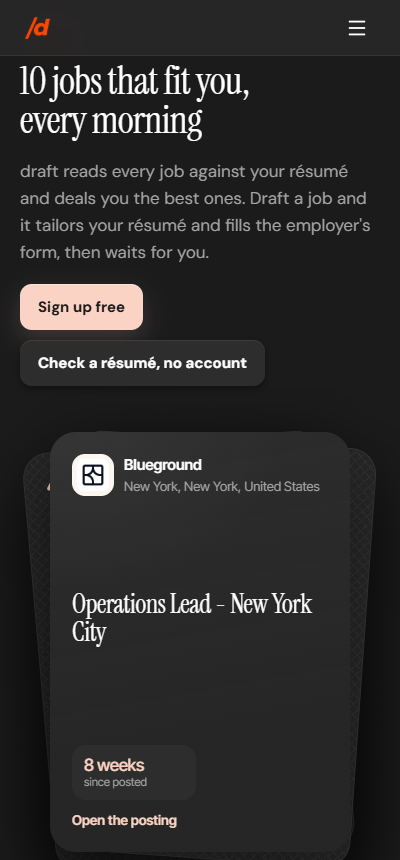 /d
10 jobs that fit you,
every morning
draft reads every job against your résumé
and deals you the best ones. Draft a job and
it tailors your résumé and fills the employer's
form, then waits for you.
Sign up free
Check a résumé, no account
Blueground
New York, New York, United States
Operations Lead - New York
City
8 weeks
since posted
Open the posting